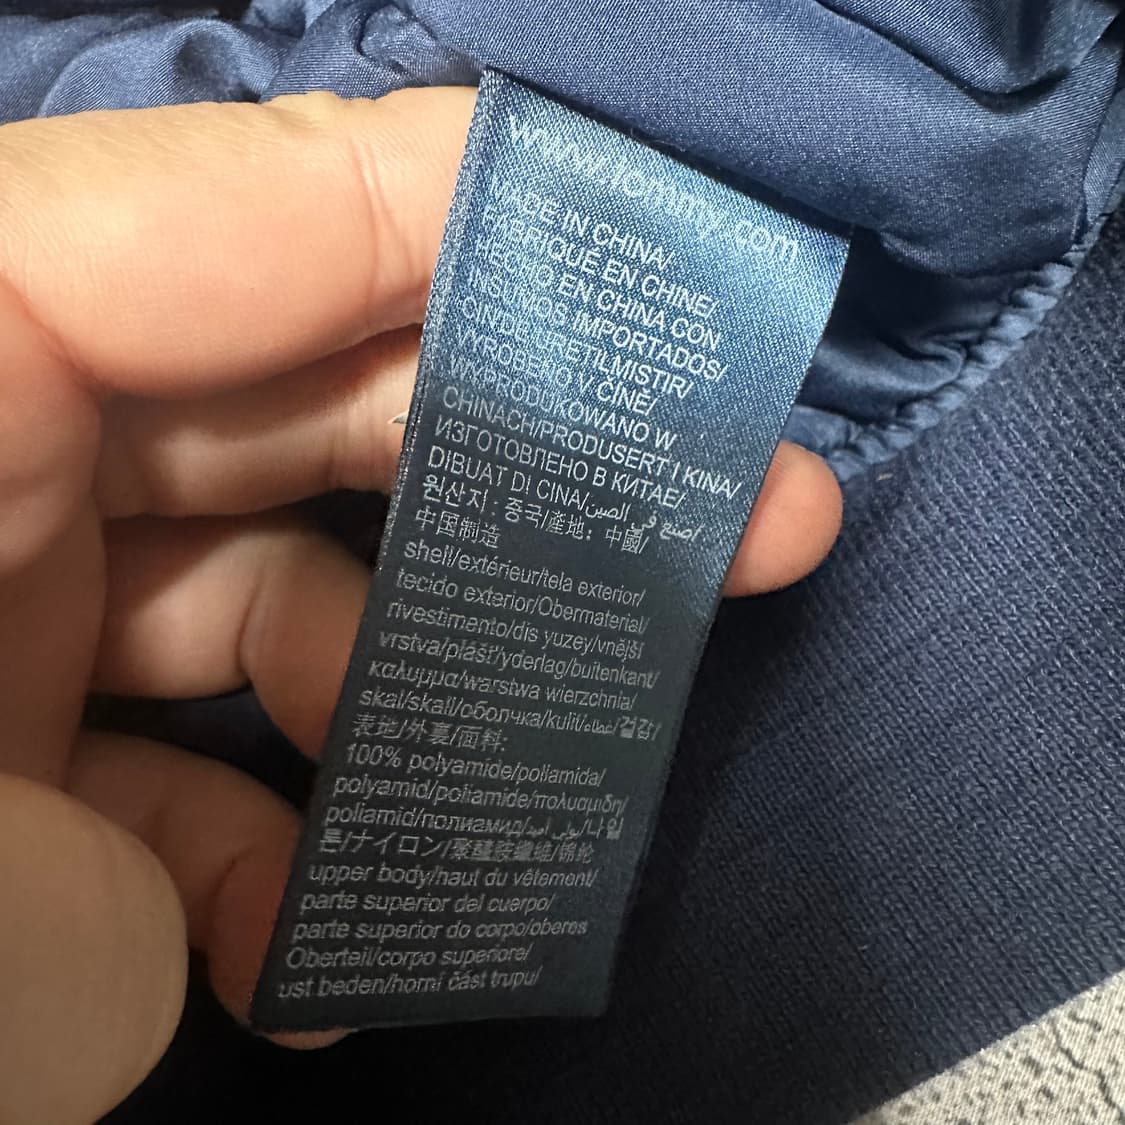 www.tommy.com
MADE IN CHINA/
FABRIQUÉ EN CHINE/
HECHO EN CHINA CON
INSUMOS IMPORTADOS/
ÇİN'DE ÜRETİLMİŞTİR/
VYROBENO V ČÍNĚ/
WYPRODUKOWANO W
CHINACH/PRODUSERT I KINA/
ИЗГОТОВЛЕНО В КИТАЕ/
DIBUAT DI CINA/صنع في الصين/
원산지: 중국/產地: 中國/
中国制造
shell/extérieur/tela exterior/
tecido exterior/Obermaterial/
rivestimento/dis yuzey/vnější
vrstva/plášť/yderlag/buitenkant/
κάλυμμα/warstwa wierzchnia/
skal/skall/оболчка/kulit/غطاء/겉감/
表地/外裏/面料:
100% polyamide/poliamida/
polyamid/poliamide/πολυαμιδη/
poliamid/полиамид/بولي أميد/나일
론/ナイロン/聚醯胺纖維/锦纶
upper body/haut du vêtement/
parte superior del cuerpo/
parte superior do corpo/oberes
Oberteil/corpo superiore/
ust beden/horní část trupu/